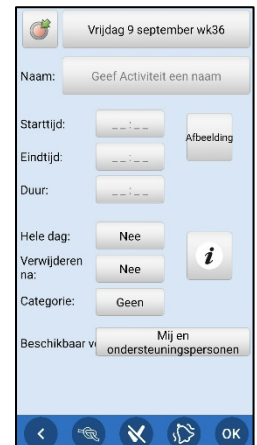 Vrijdag 9 september wk36
Naam: Geef Activiteit een naam
Starttijd: __:__
Afbeelding
Eindtijd: __:__
Duur: __:__
Hele dag: Nee
i
Verwijderen
na: Nee
Categorie: Geen
Beschikbaar v Mij en
ondersteuningspersonen
OK